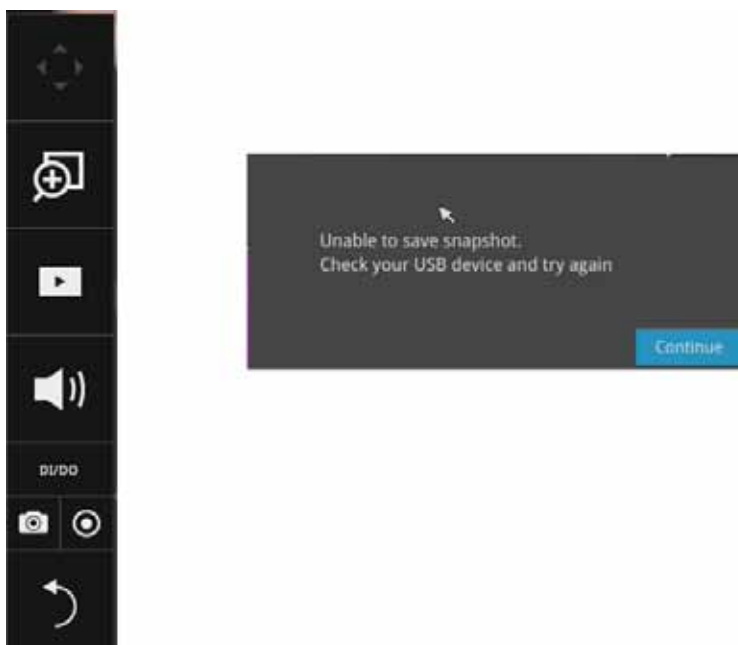 Unable to save snapshot.
Check your USB device and try again
Continue
DI/DO